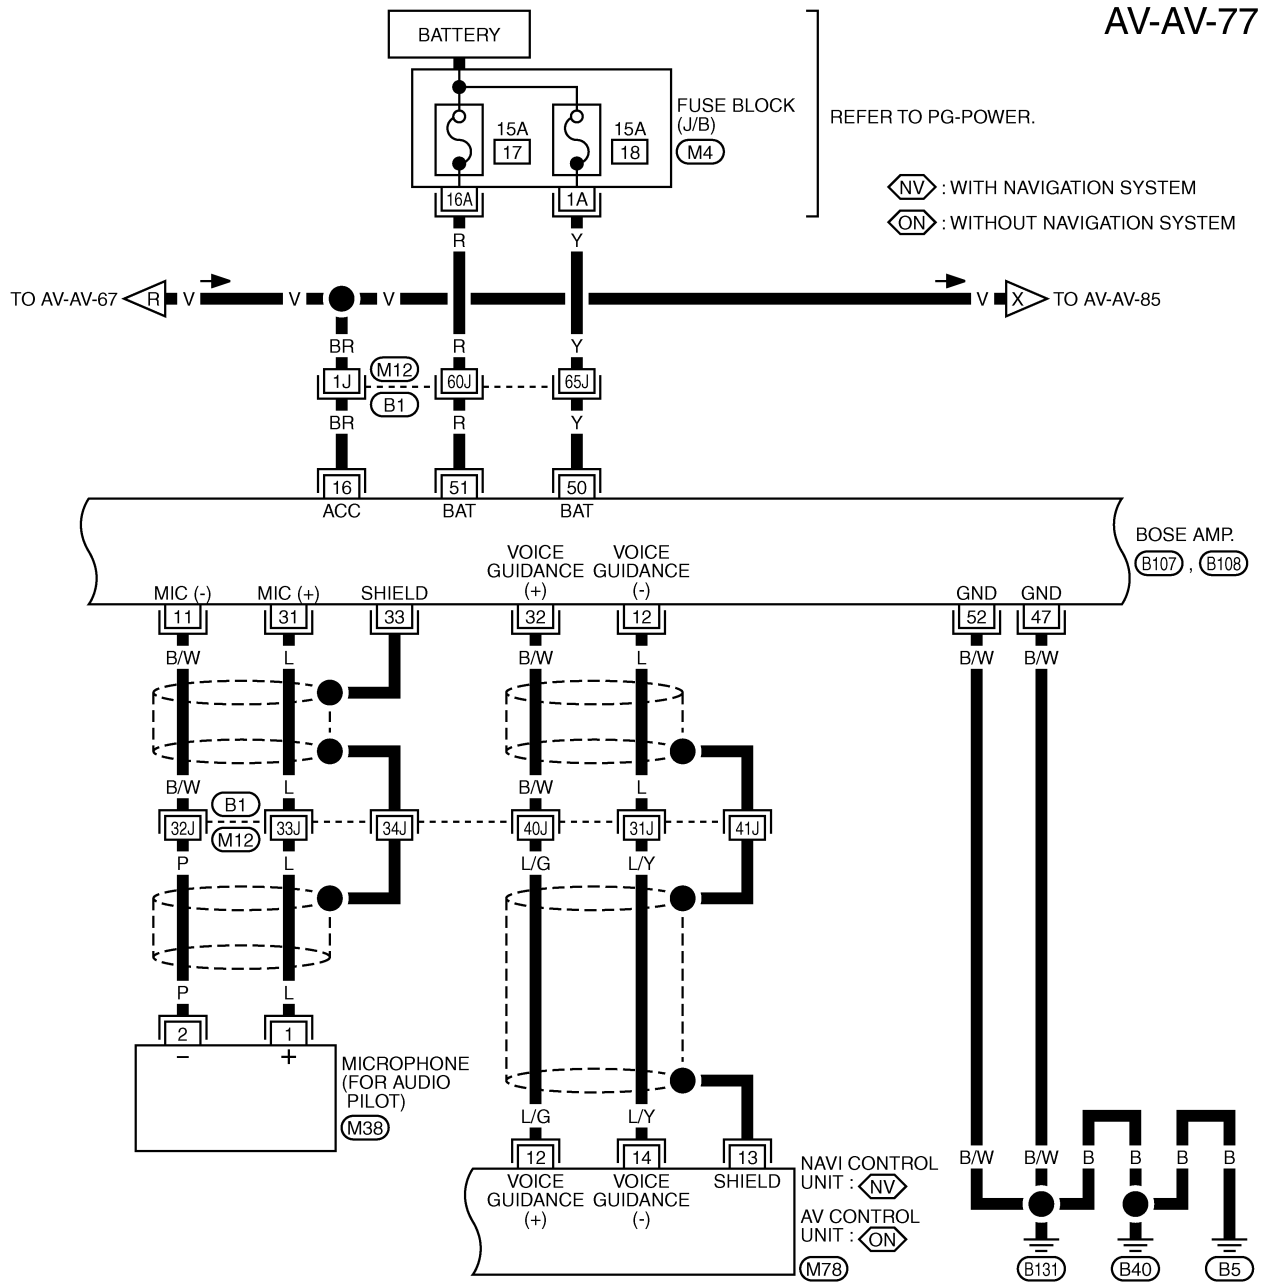 AV-AV-77
BATTERY
FUSE BLOCK
(J/B)
M4
15A
17
15A
18
REFER TO PG-POWER.
NV : WITH NAVIGATION SYSTEM
ON : WITHOUT NAVIGATION SYSTEM
16A 1A
R Y
TO AV-AV-67 R V V V V X TO AV-AV-85
BR R Y
1J M12 60J 65J
B1
BR R Y
16 51 50
ACC BAT BAT
BOSE AMP.
B107 , B108
VOICE GUIDANCE (+)
VOICE GUIDANCE (-)
MIC (-) MIC (+) SHIELD GND GND
11 31 33 32 12 52 47
B/W L B/W L B/W B/W
B/W L B/W L
B1
32J 33J 34J 40J 31J 41J
M12
P L L/G L/Y
P L
2 1
− +
MICROPHONE
(FOR AUDIO
PILOT)
M38
L/G L/Y
12 14 13
VOICE GUIDANCE (+)
VOICE GUIDANCE (-)
SHIELD
NAVI CONTROL
UNIT : NV
AV CONTROL
UNIT : ON
M78
B/W B/W B B B B
B131 B40 B5